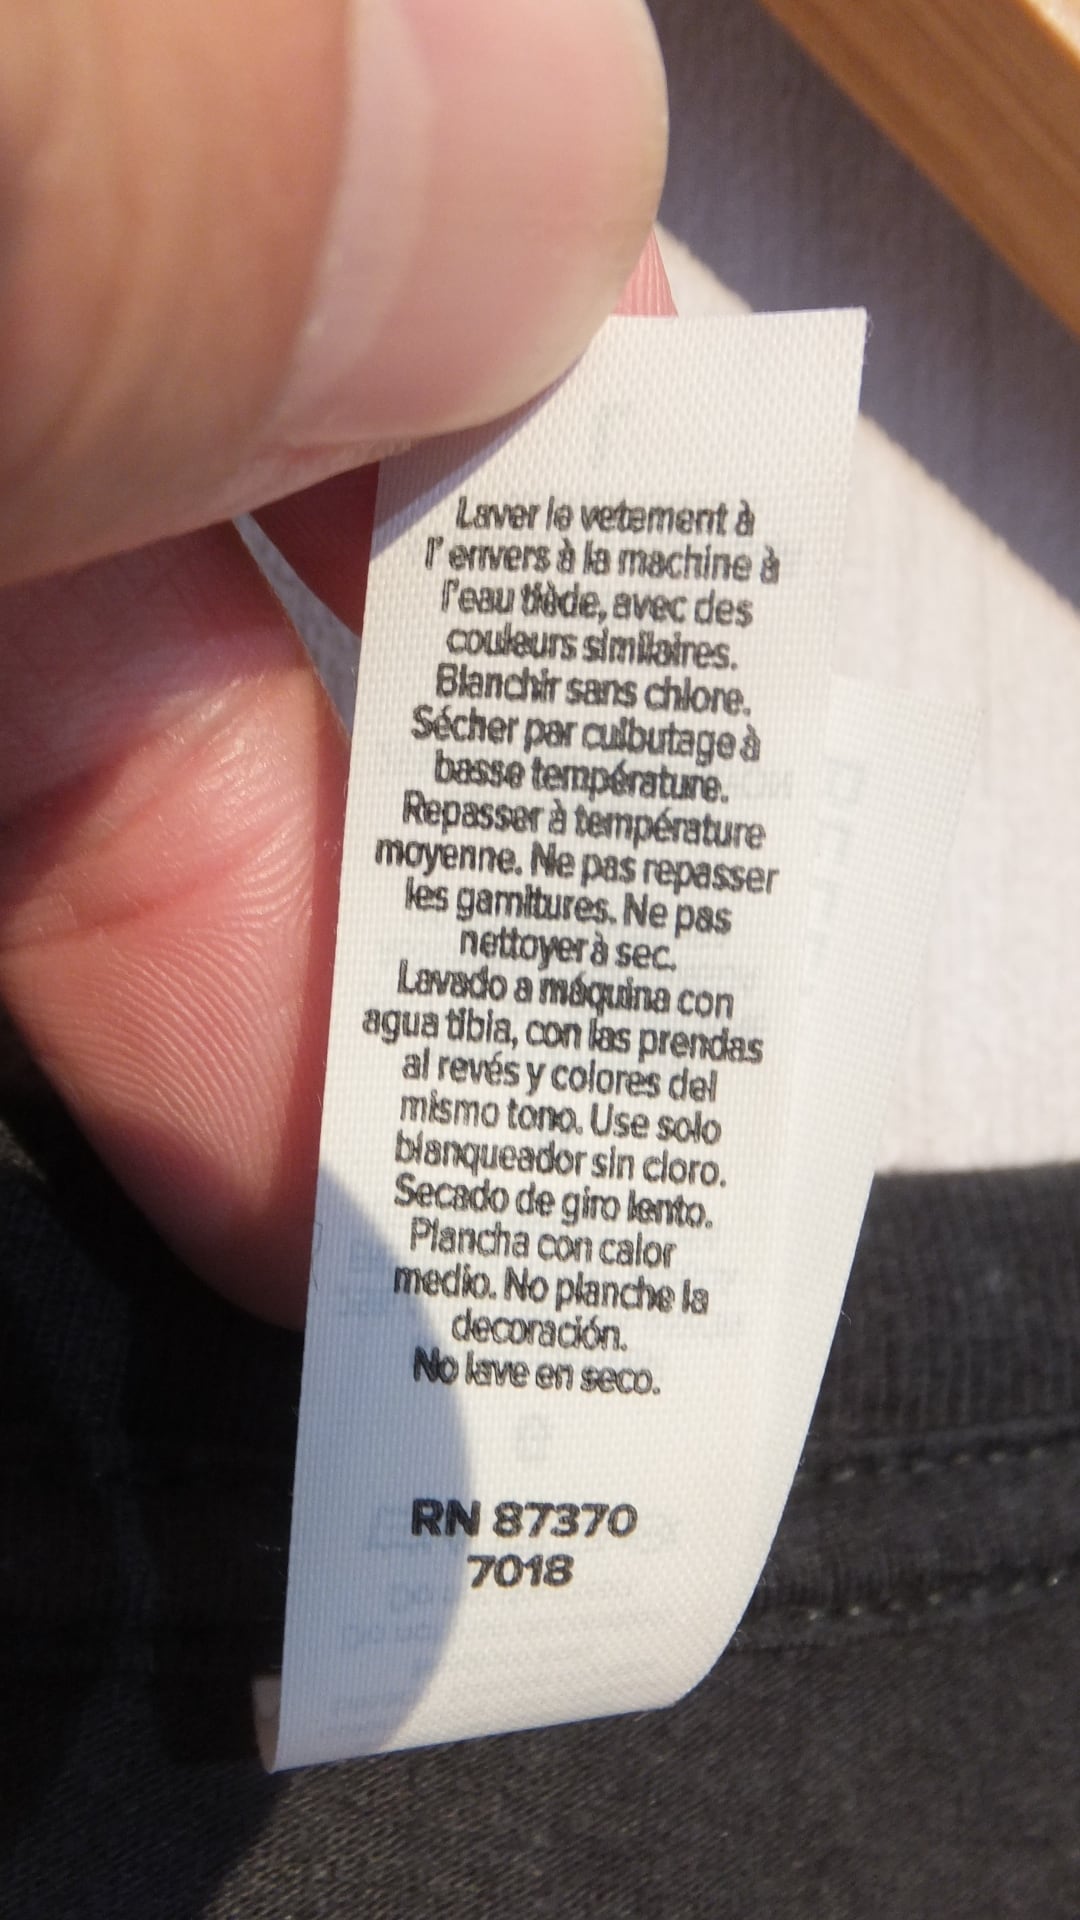 Laver le vetement à
l' envers à la machine à
l'eau tiède, avec des
couleurs similaires.
Blanchir sans chlore.
Sécher par culbutage à
basse température.
Repasser à température
moyenne. Ne pas repasser
les garnitures. Ne pas
nettoyer à sec.
Lavado a máquina con
agua tibia, con las prendas
al revés y colores del
mismo tono. Use solo
blanqueador sin cloro.
Secado de giro lento.
Plancha con calor
medio. No planche la
decoración.
No lave en seco.
RN 87370
7018